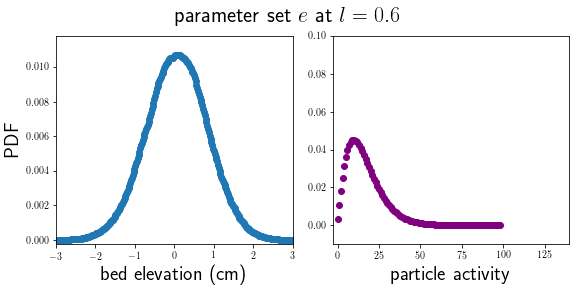 parameter set e at l = 0.6
PDF
0.010
0.008
0.006
0.004
0.002
0.000
−3 −2 −1 0 1 2 3
bed elevation (cm)
0.10
0.08
0.06
0.04
0.02
0.00
0 25 50 75 100 125
particle activity